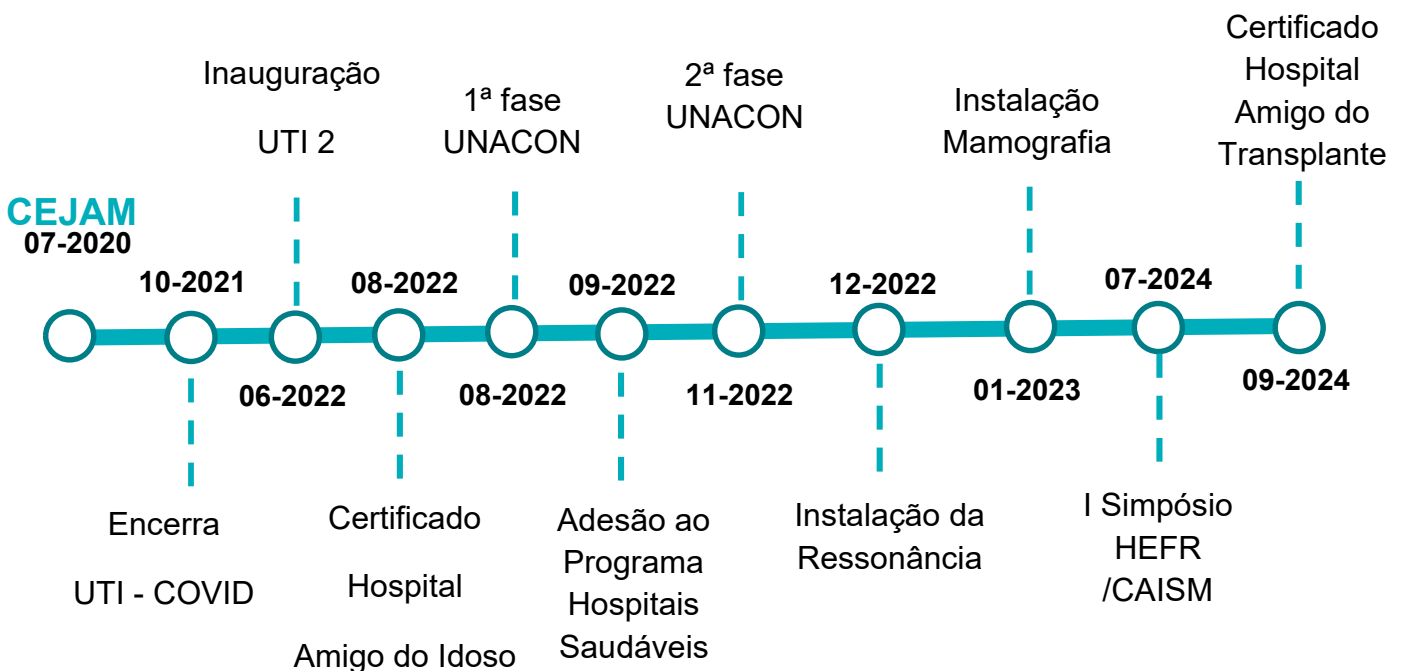 CEJAM
07-2020
10-2021
Encerra
UTI - COVID
Inauguração
UTI 2
06-2022
08-2022
Certificado
Hospital
Amigo do Idoso
1ª fase
UNACON
08-2022
09-2022
Adesão ao
Programa
Hospitais
Saudáveis
2ª fase
UNACON
11-2022
12-2022
Instalação da
Ressonância
Instalação
Mamografia
01-2023
07-2024
I Simpósio
HEFR
/CAISM
Certificado
Hospital
Amigo do
Transplante
09-2024